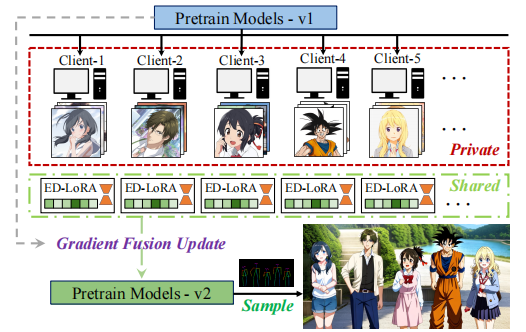 Pretrain Models - v1
Client-1 Client-2 Client-3 Client-4 Client-5 ...
...
Private
ED-LoRA ED-LoRA ED-LoRA ED-LoRA ED-LoRA Shared
...
Gradient Fusion Update
Pretrain Models - v2
Sample